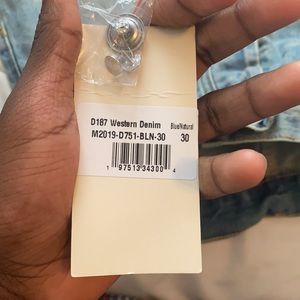 D187 Western Denim Blue/Natural
M2019-D751-BLN-30 30
1 97513 34300 4